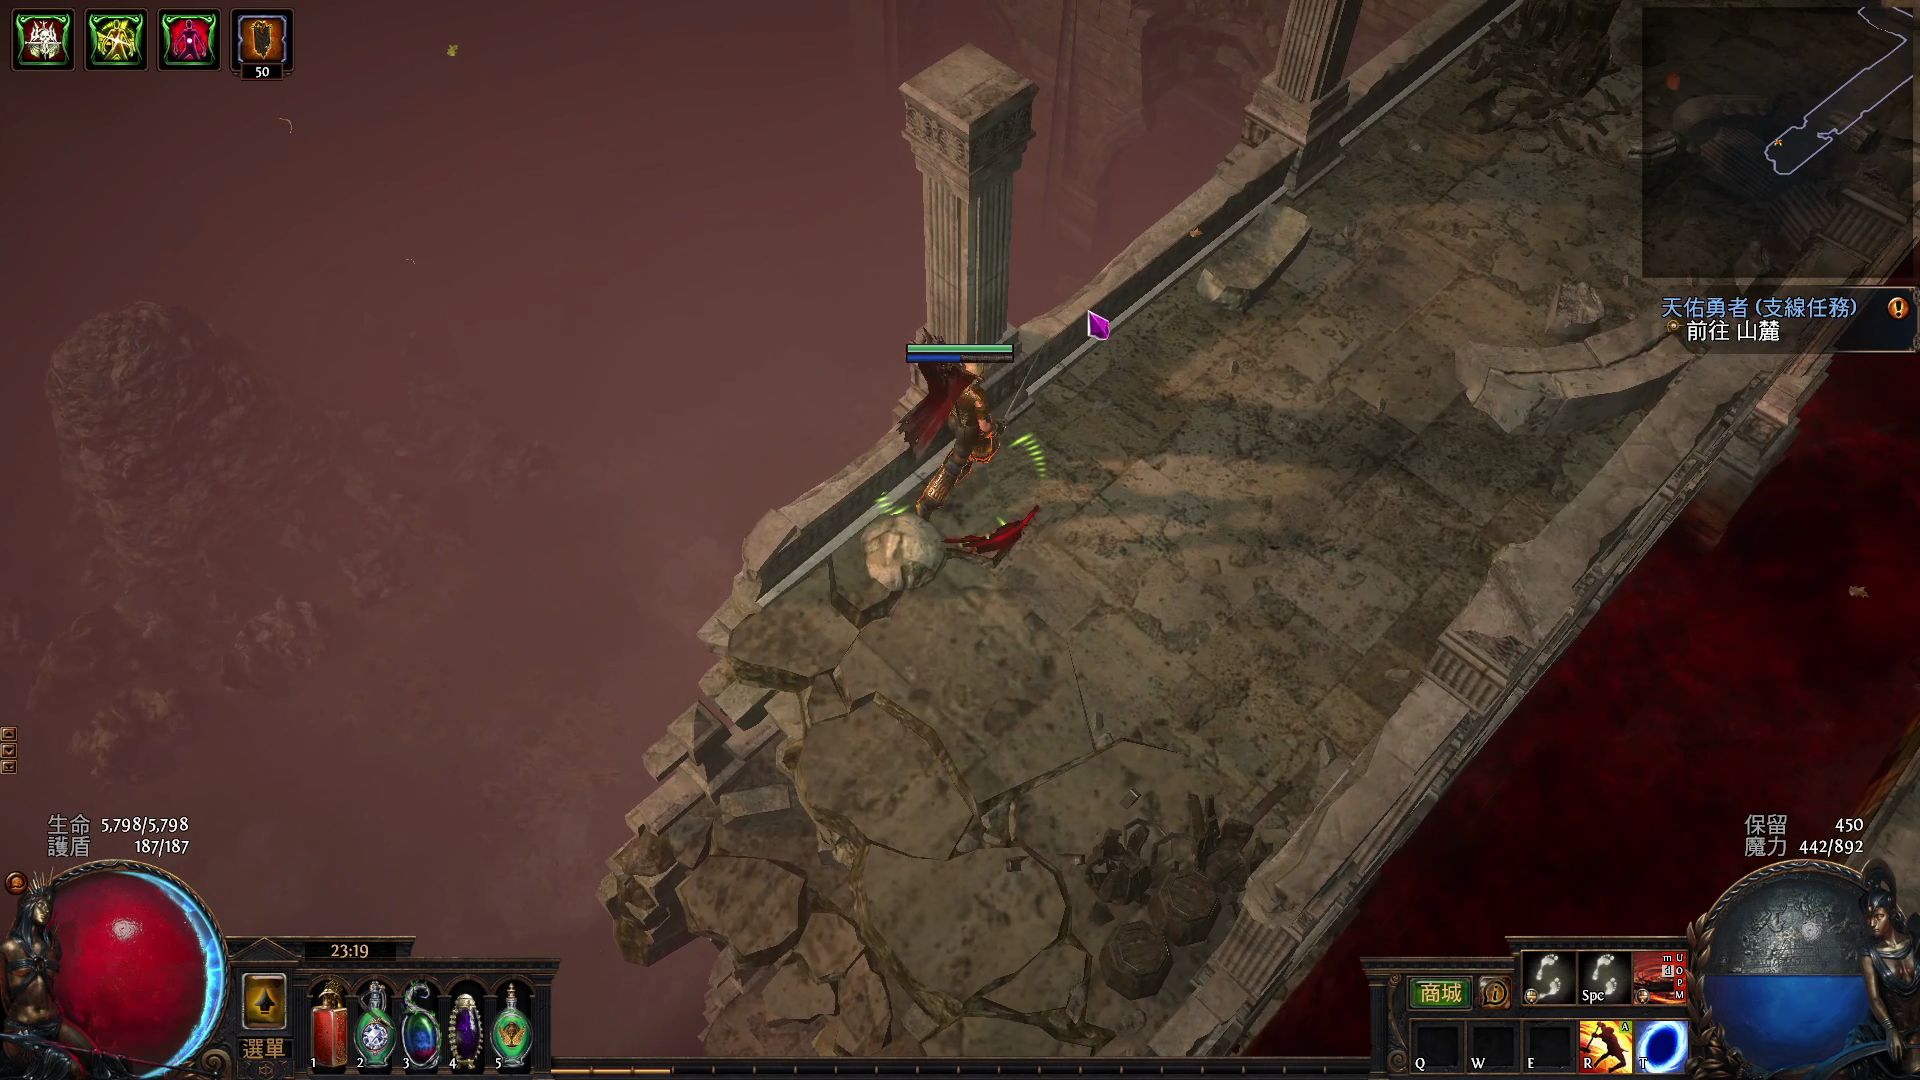 50
天佑勇者 (支線任務)
前往 山麓
生命 5,798/5,798
護盾 187/187
保留 450
魔力 442/892
23:19
選單
1
2
3
4
5
商城
Spc
m U
d O
P
M
Q
W
E
R
A
T